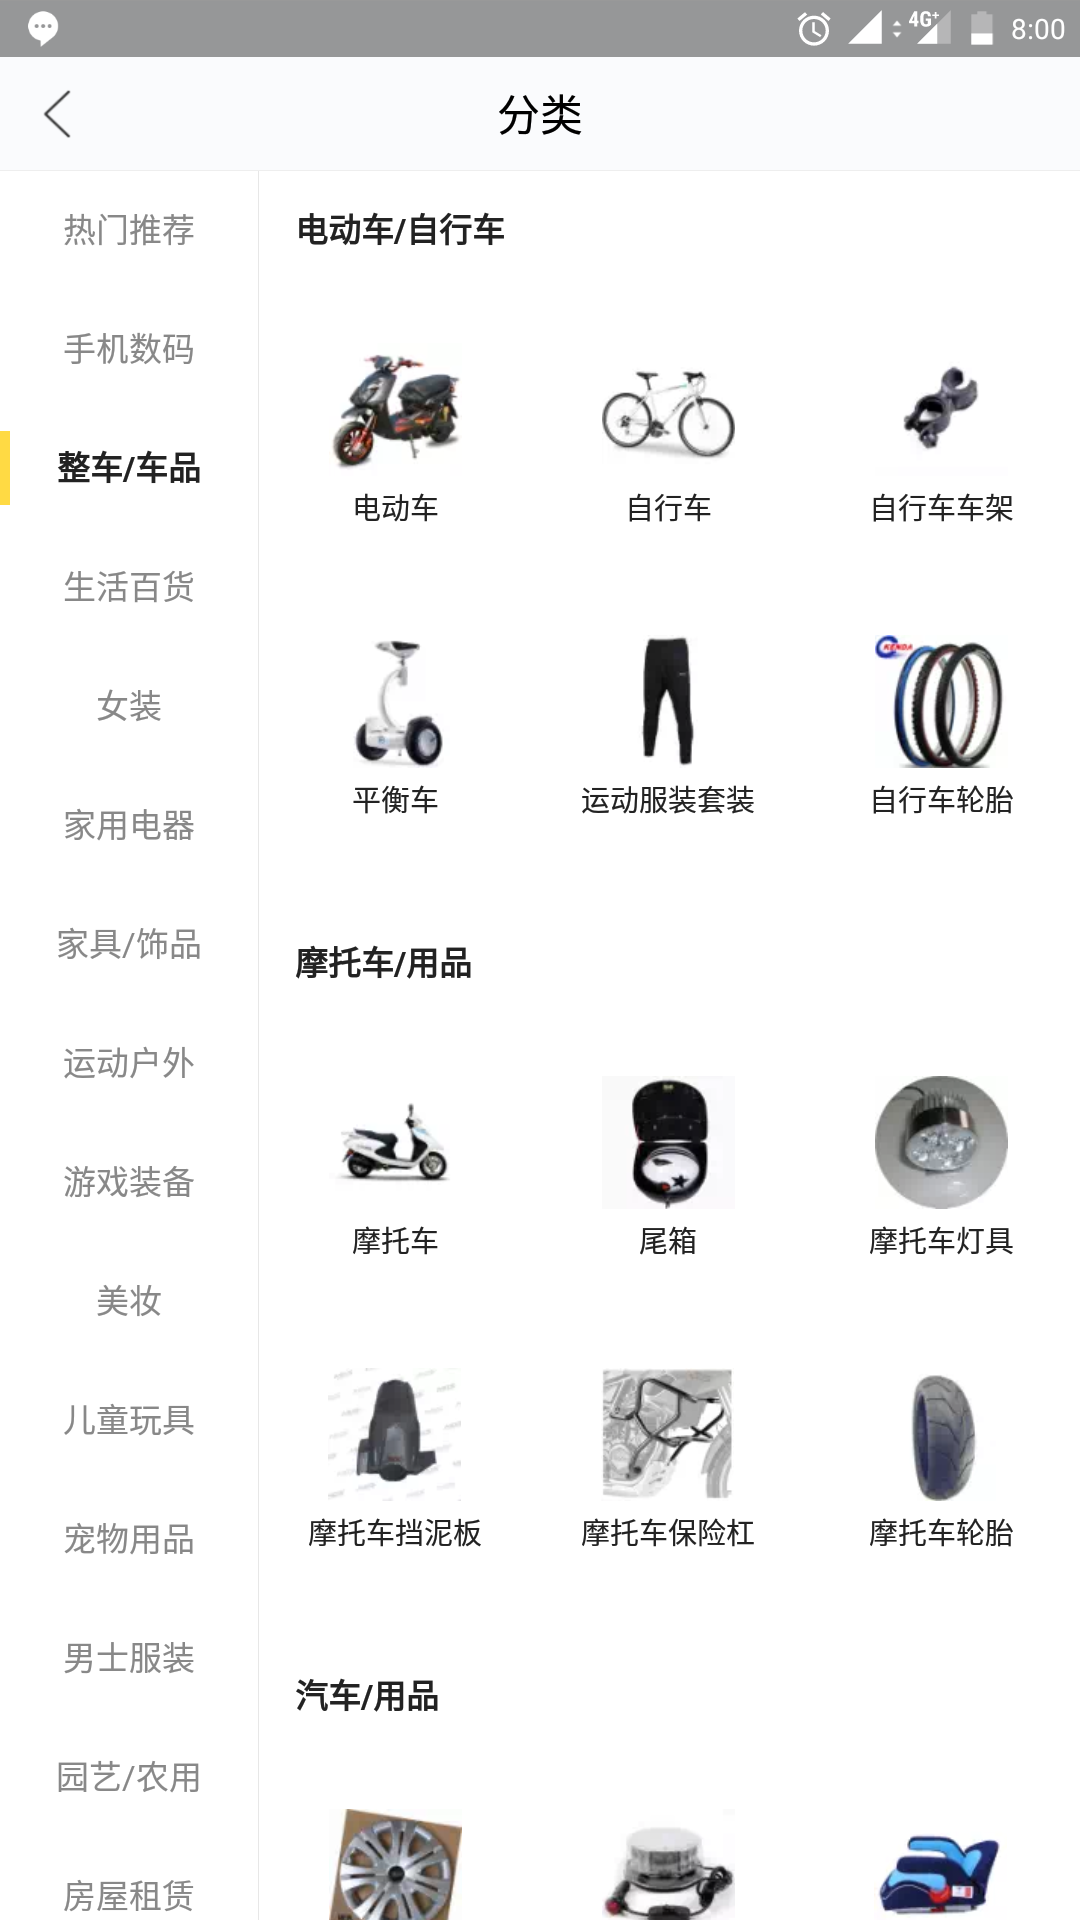 4G+ 8:00
分类
热门推荐
手机数码
整车/车品
生活百货
女装
家用电器
家具/饰品
运动户外
游戏装备
美妆
儿童玩具
宠物用品
男士服装
园艺/农用
房屋租赁
电动车/自行车
电动车
自行车
自行车车架
KENDA
平衡车
运动服装套装
自行车轮胎
摩托车/用品
摩托车
尾箱
摩托车灯具
摩托车挡泥板
摩托车保险杠
摩托车轮胎
汽车/用品